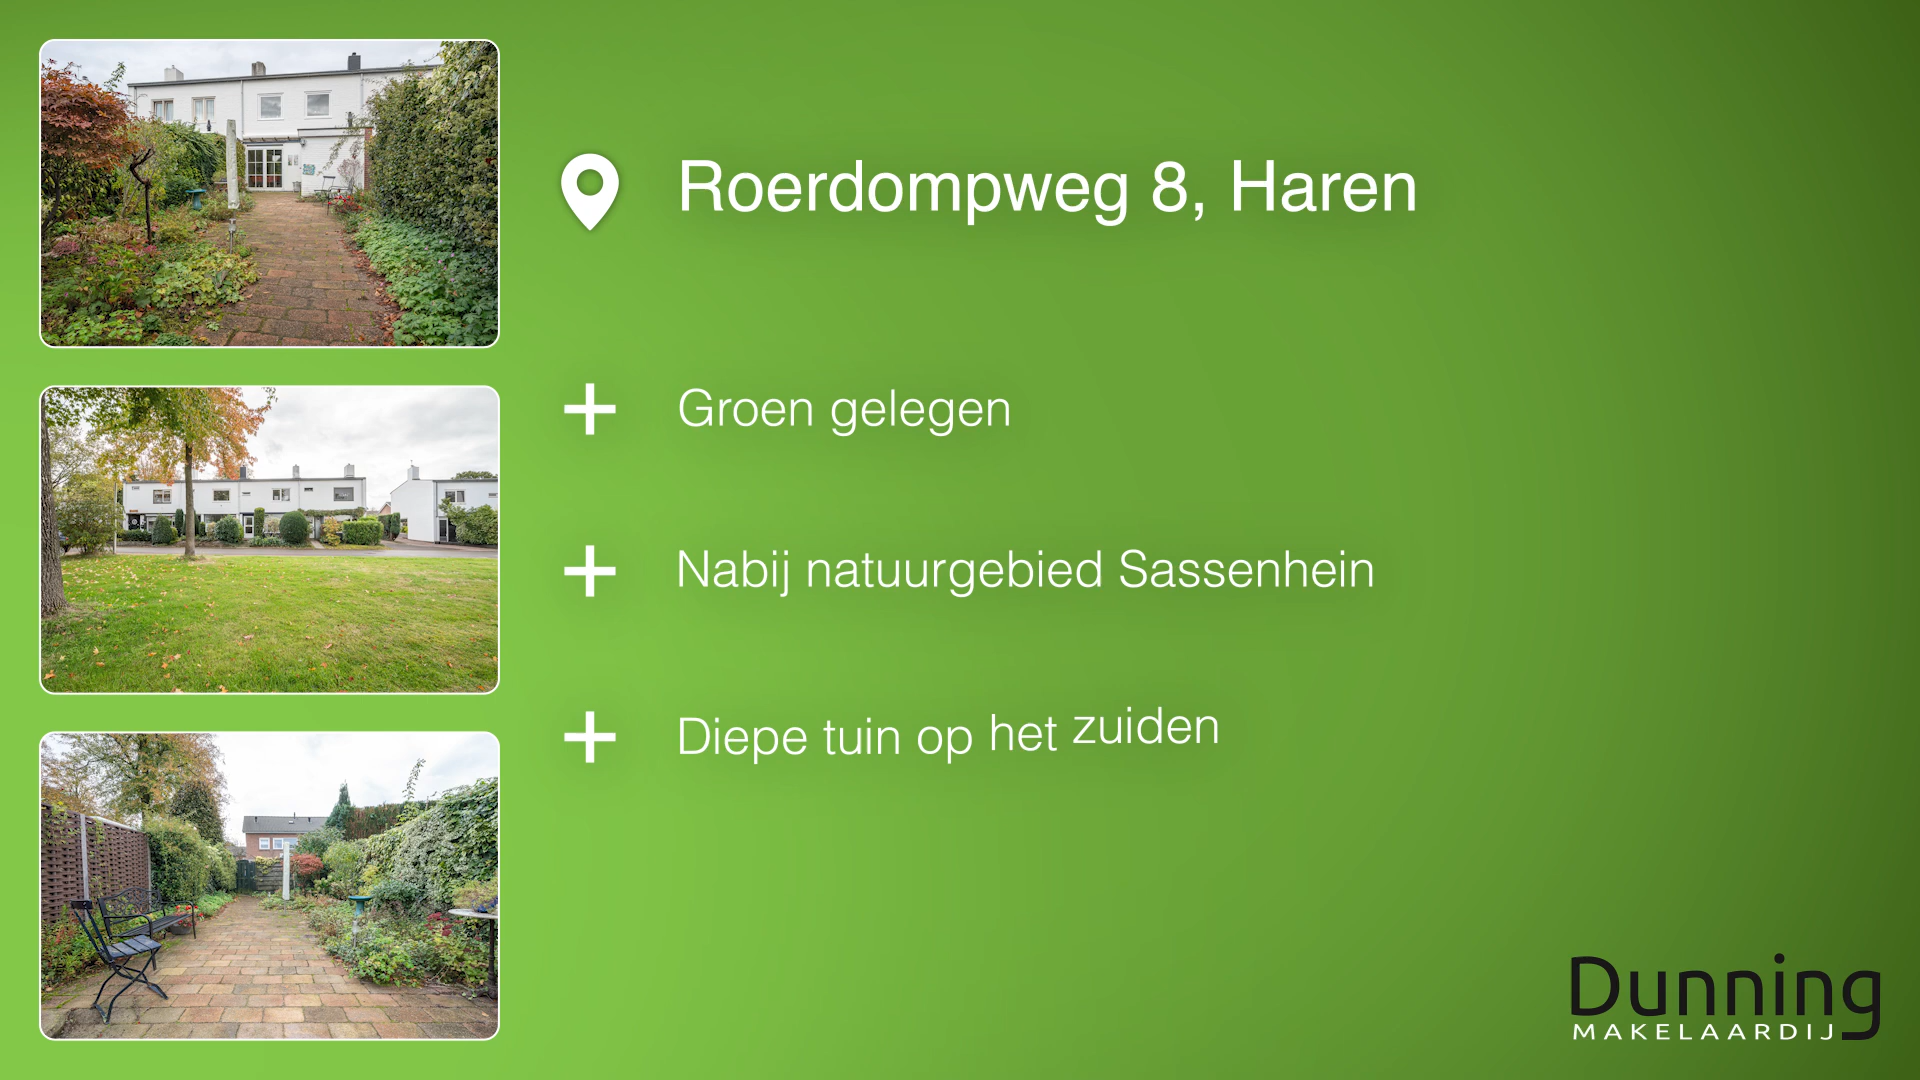 Roerdompweg 8, Haren
Groen gelegen
Nabij natuurgebied Sassenhein
Diepe tuin op het zuiden
Dunning
MAKELAARDIJ